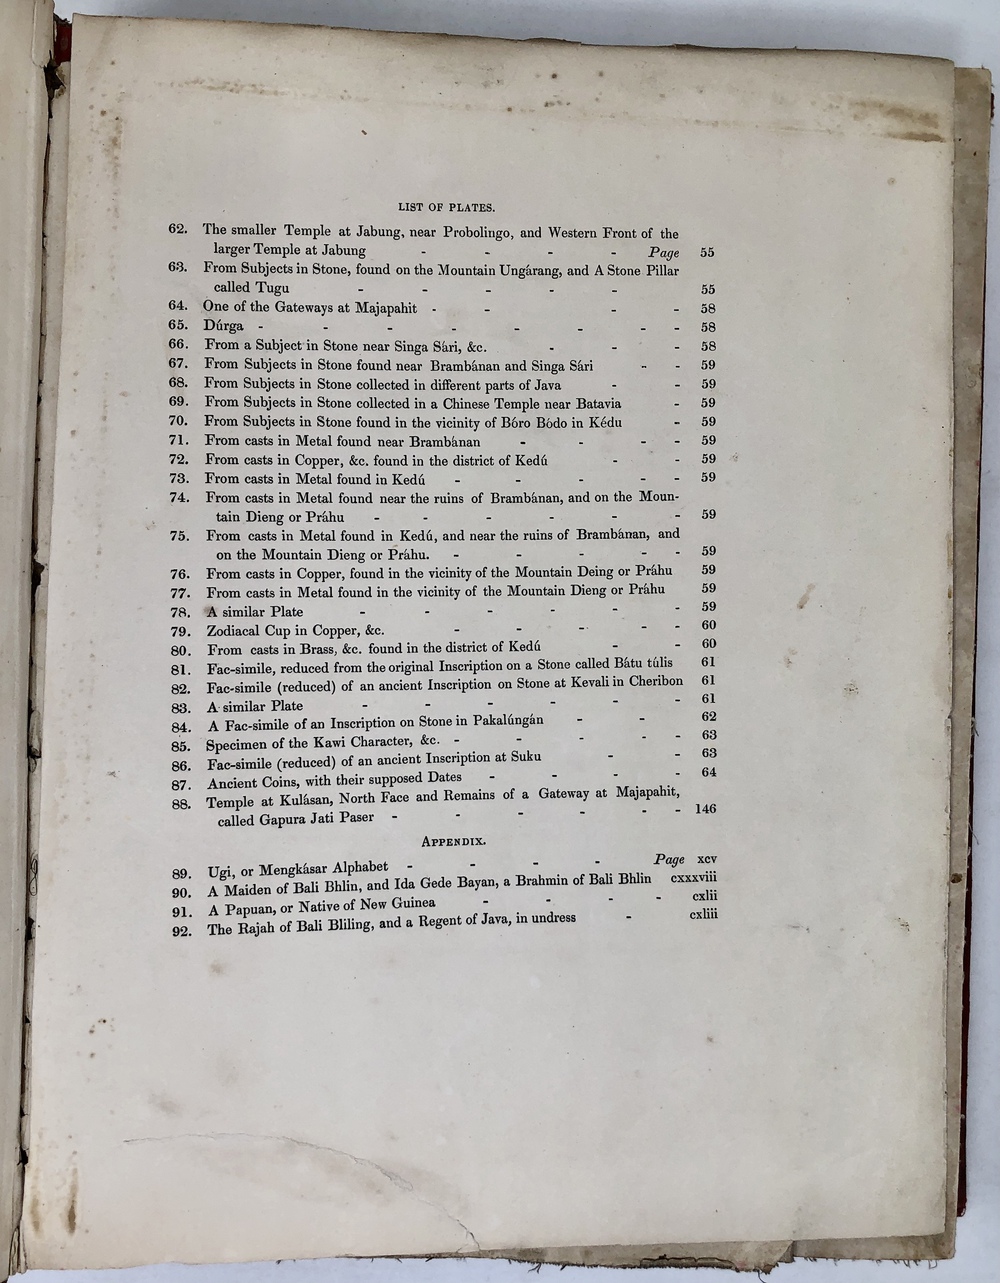 LIST OF PLATES.
62. The smaller Temple at Jabung, near Probolingo, and Western Front of the
larger Temple at Jabung - - - - Page 55
63. From Subjects in Stone, found on the Mountain Ungárang, and A Stone Pillar
called Tugu - - - - - 55
64. One of the Gateways at Majapahit - - - - 58
65. Dúrga - - - - - - - - 58
66. From a Subject in Stone near Singa Sári, &c. - - - 58
67. From Subjects in Stone found near Brambánan and Singa Sári - - 59
68. From Subjects in Stone collected in different parts of Java - - 59
69. From Subjects in Stone collected in a Chinese Temple near Batavia - 59
70. From Subjects in Stone found in the vicinity of Bóro Bódo in Kédu - 59
71. From casts in Metal found near Brambánan - - - - 59
72. From casts in Copper, &c. found in the district of Kedú - - 59
73. From casts in Metal found in Kedú - - - - - 59
74. From casts in Metal found near the ruins of Brambánan, and on the Moun-
tain Dieng or Práhu - - - - - - 59
75. From casts in Metal found in Kedú, and near the ruins of Brambánan, and
on the Mountain Dieng or Práhu. - - - - - 59
76. From casts in Copper, found in the vicinity of the Mountain Deing or Práhu 59
77. From casts in Metal found in the vicinity of the Mountain Dieng or Práhu 59
78. A similar Plate - - - - - - 59
79. Zodiacal Cup in Copper, &c. - - - - - 60
80. From casts in Brass, &c. found in the district of Kedú - - 60
81. Fac-simile, reduced from the original Inscription on a Stone called Bátu túlis 61
82. Fac-simile (reduced) of an ancient Inscription on Stone at Kevali in Cheribon 61
83. A similar Plate - - - - - - 61
84. A Fac-simile of an Inscription on Stone in Pakalúngán - - 62
85. Specimen of the Kawi Character, &c. - - - - - 63
86. Fac-simile (reduced) of an ancient Inscription at Suku - - 63
87. Ancient Coins, with their supposed Dates - - - - 64
88. Temple at Kulásan, North Face and Remains of a Gateway at Majapahit,
called Gapura Jati Paser - - - - - - 146
APPENDIX.
89. Ugi, or Mengkásar Alphabet - - - - Page xcv
90. A Maiden of Bali Bhlin, and Ida Gede Bayan, a Brahmin of Bali Bhlin cxxxviii
91. A Papuan, or Native of New Guinea - - - - cxlii
92. The Rajah of Bali Bliling, and a Regent of Java, in undress - cxliii